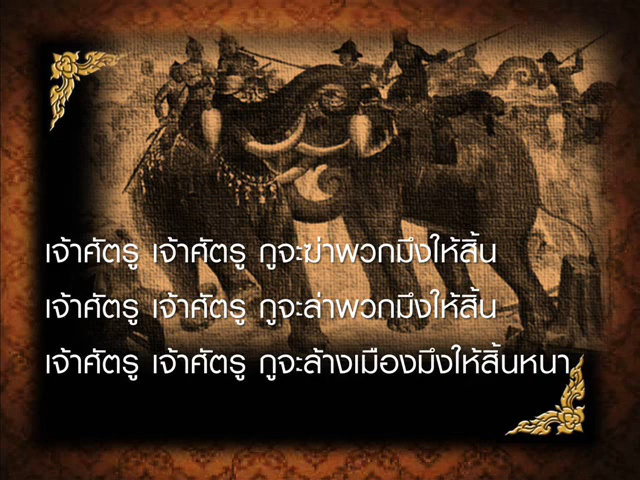 เจ้าศัตรู เจ้าศัตรู กูจะฆ่าพวกมึงให้สิ้น
เจ้าศัตรู เจ้าศัตรู กูจะล่าพวกมึงให้สิ้น
เจ้าศัตรู เจ้าศัตรู กูจะล้างเมืองมึงให้สิ้นหนา